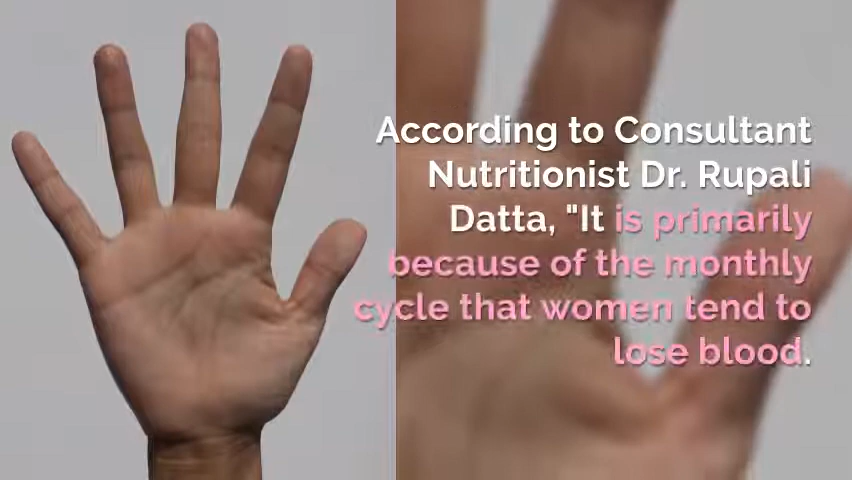 According to Consultant
Nutritionist Dr. Rupali
Datta, "It is primarily
because of the monthly
cycle that women tend to
lose blood.